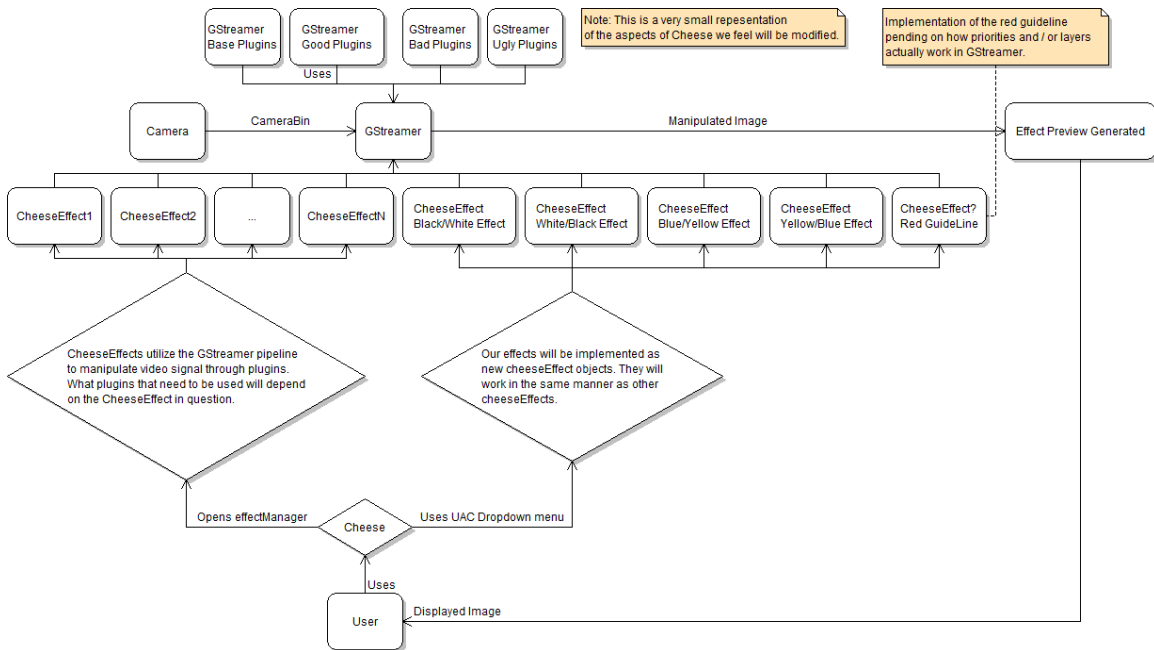 GStreamer
Base Plugins
GStreamer
Good Plugins
GStreamer
Bad Plugins
GStreamer
Ugly Plugins
Note: This is a very small repesentation
of the aspects of Cheese we feel will be modified.
Implementation of the red guideline
pending on how priorities and / or layers
actually work in GStreamer.
Uses
Camera
CameraBin
GStreamer
Manipulated Image
Effect Preview Generated
CheeseEffect1
CheeseEffect2
...
CheeseEffectN
CheeseEffect
Black/White Effect
CheeseEffect
White/Black Effect
CheeseEffect
Blue/Yellow Effect
CheeseEffect
Yellow/Blue Effect
CheeseEffect?
Red GuideLine
CheeseEffects utilize the GStreamer pipeline
to manipulate video signal through plugins.
What plugins that need to be used will depend
on the CheeseEffect in question.
Our effects will be implemented as
new cheeseEffect objects. They will
work in the same manner as other
cheeseEffects.
Opens effectManager
Cheese
Uses UAC Dropdown menu
Uses
User
Displayed Image